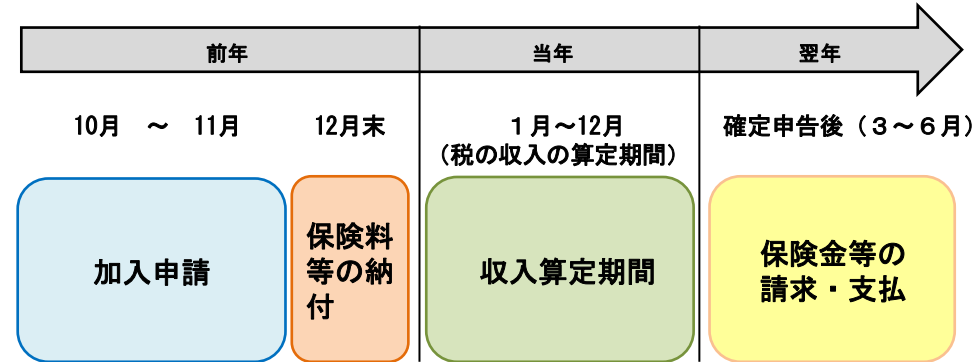 前年
当年
翌年
10月　～　11月
12月末
１月～12月
(税の収入の算定期間)
確定申告後（３～６月）
加入申請
保険料
等の納
付
収入算定期間
保険金等の
請求・支払